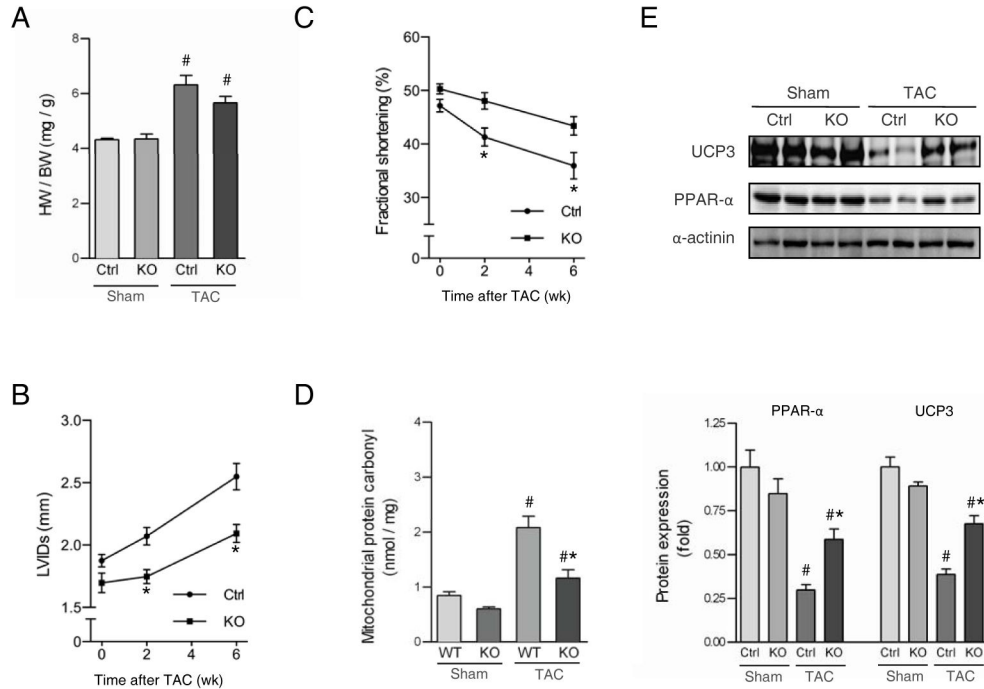 A
HW / BW (mg / g)
8
6
4
2
0
#
#
Ctrl KO Ctrl KO
Sham TAC
B
LVIDs (mm)
3.0
2.5
2.0
1.5
0
*
*
Ctrl
KO
0 2 4 6
Time after TAC (wk)
C
Fractional shortening (%)
60
50
40
30
0
*
*
Ctrl
KO
0 2 4 6
Time after TAC (wk)
D
Mitochondrial protein carbonyl
(nmol / mg)
4
3
2
1
0
#
#*
WT KO WT KO
Sham TAC
E
Sham TAC
Ctrl KO Ctrl KO
UCP3
PPAR-α
α-actinin
PPAR-α UCP3
Protein expression
(fold)
1.25
1.00
0.75
0.50
0.25
0.00
#
#*
#
#*
Ctrl KO Ctrl KO Ctrl KO Ctrl KO
Sham TAC Sham TAC